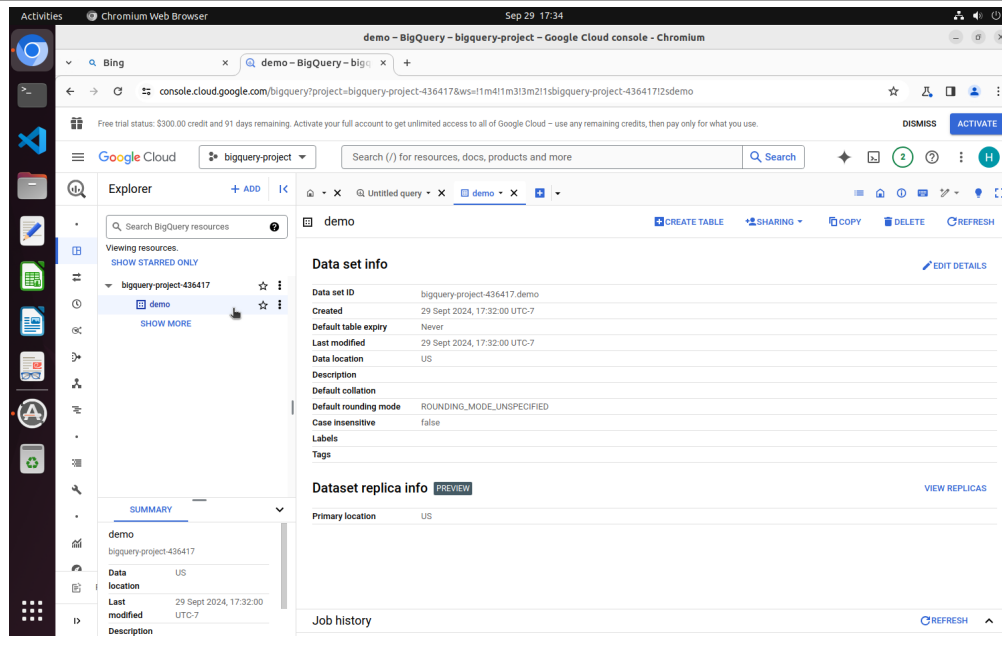 Activities
Chromium Web Browser
Sep 29 17:34
demo – BigQuery – bigquery-project – Google Cloud console - Chromium
Bing
demo – BigQuery – bigq
console.cloud.google.com/bigquery?project=bigquery-project-436417&ws=!1m4!1m3!3m2!1sbigquery-project-436417!2sdemo
Free trial status: $300.00 credit and 91 days remaining. Activate your full account to get unlimited access to all of Google Cloud – use any remaining credits, then pay only for what you use.
DISMISS
ACTIVATE
Google Cloud
bigquery-project
Search (/) for resources, docs, products and more
Search
2
H
Explorer
+ ADD
Untitled query
demo
Search BigQuery resources
Viewing resources.
SHOW STARRED ONLY
bigquery-project-436417
demo
SHOW MORE
demo
CREATE TABLE
SHARING
COPY
DELETE
REFRESH
Data set info
EDIT DETAILS
Data set ID bigquery-project-436417.demo
Created 29 Sept 2024, 17:32:00 UTC-7
Default table expiry Never
Last modified 29 Sept 2024, 17:32:00 UTC-7
Data location US
Description
Default collation
Default rounding mode ROUNDING_MODE_UNSPECIFIED
Case insensitive false
Labels
Tags
Dataset replica info PREVIEW
VIEW REPLICAS
Primary location US
SUMMARY
demo
bigquery-project-436417
Data US
location
Last 29 Sept 2024, 17:32:00
modified UTC-7
Description
Job history
REFRESH